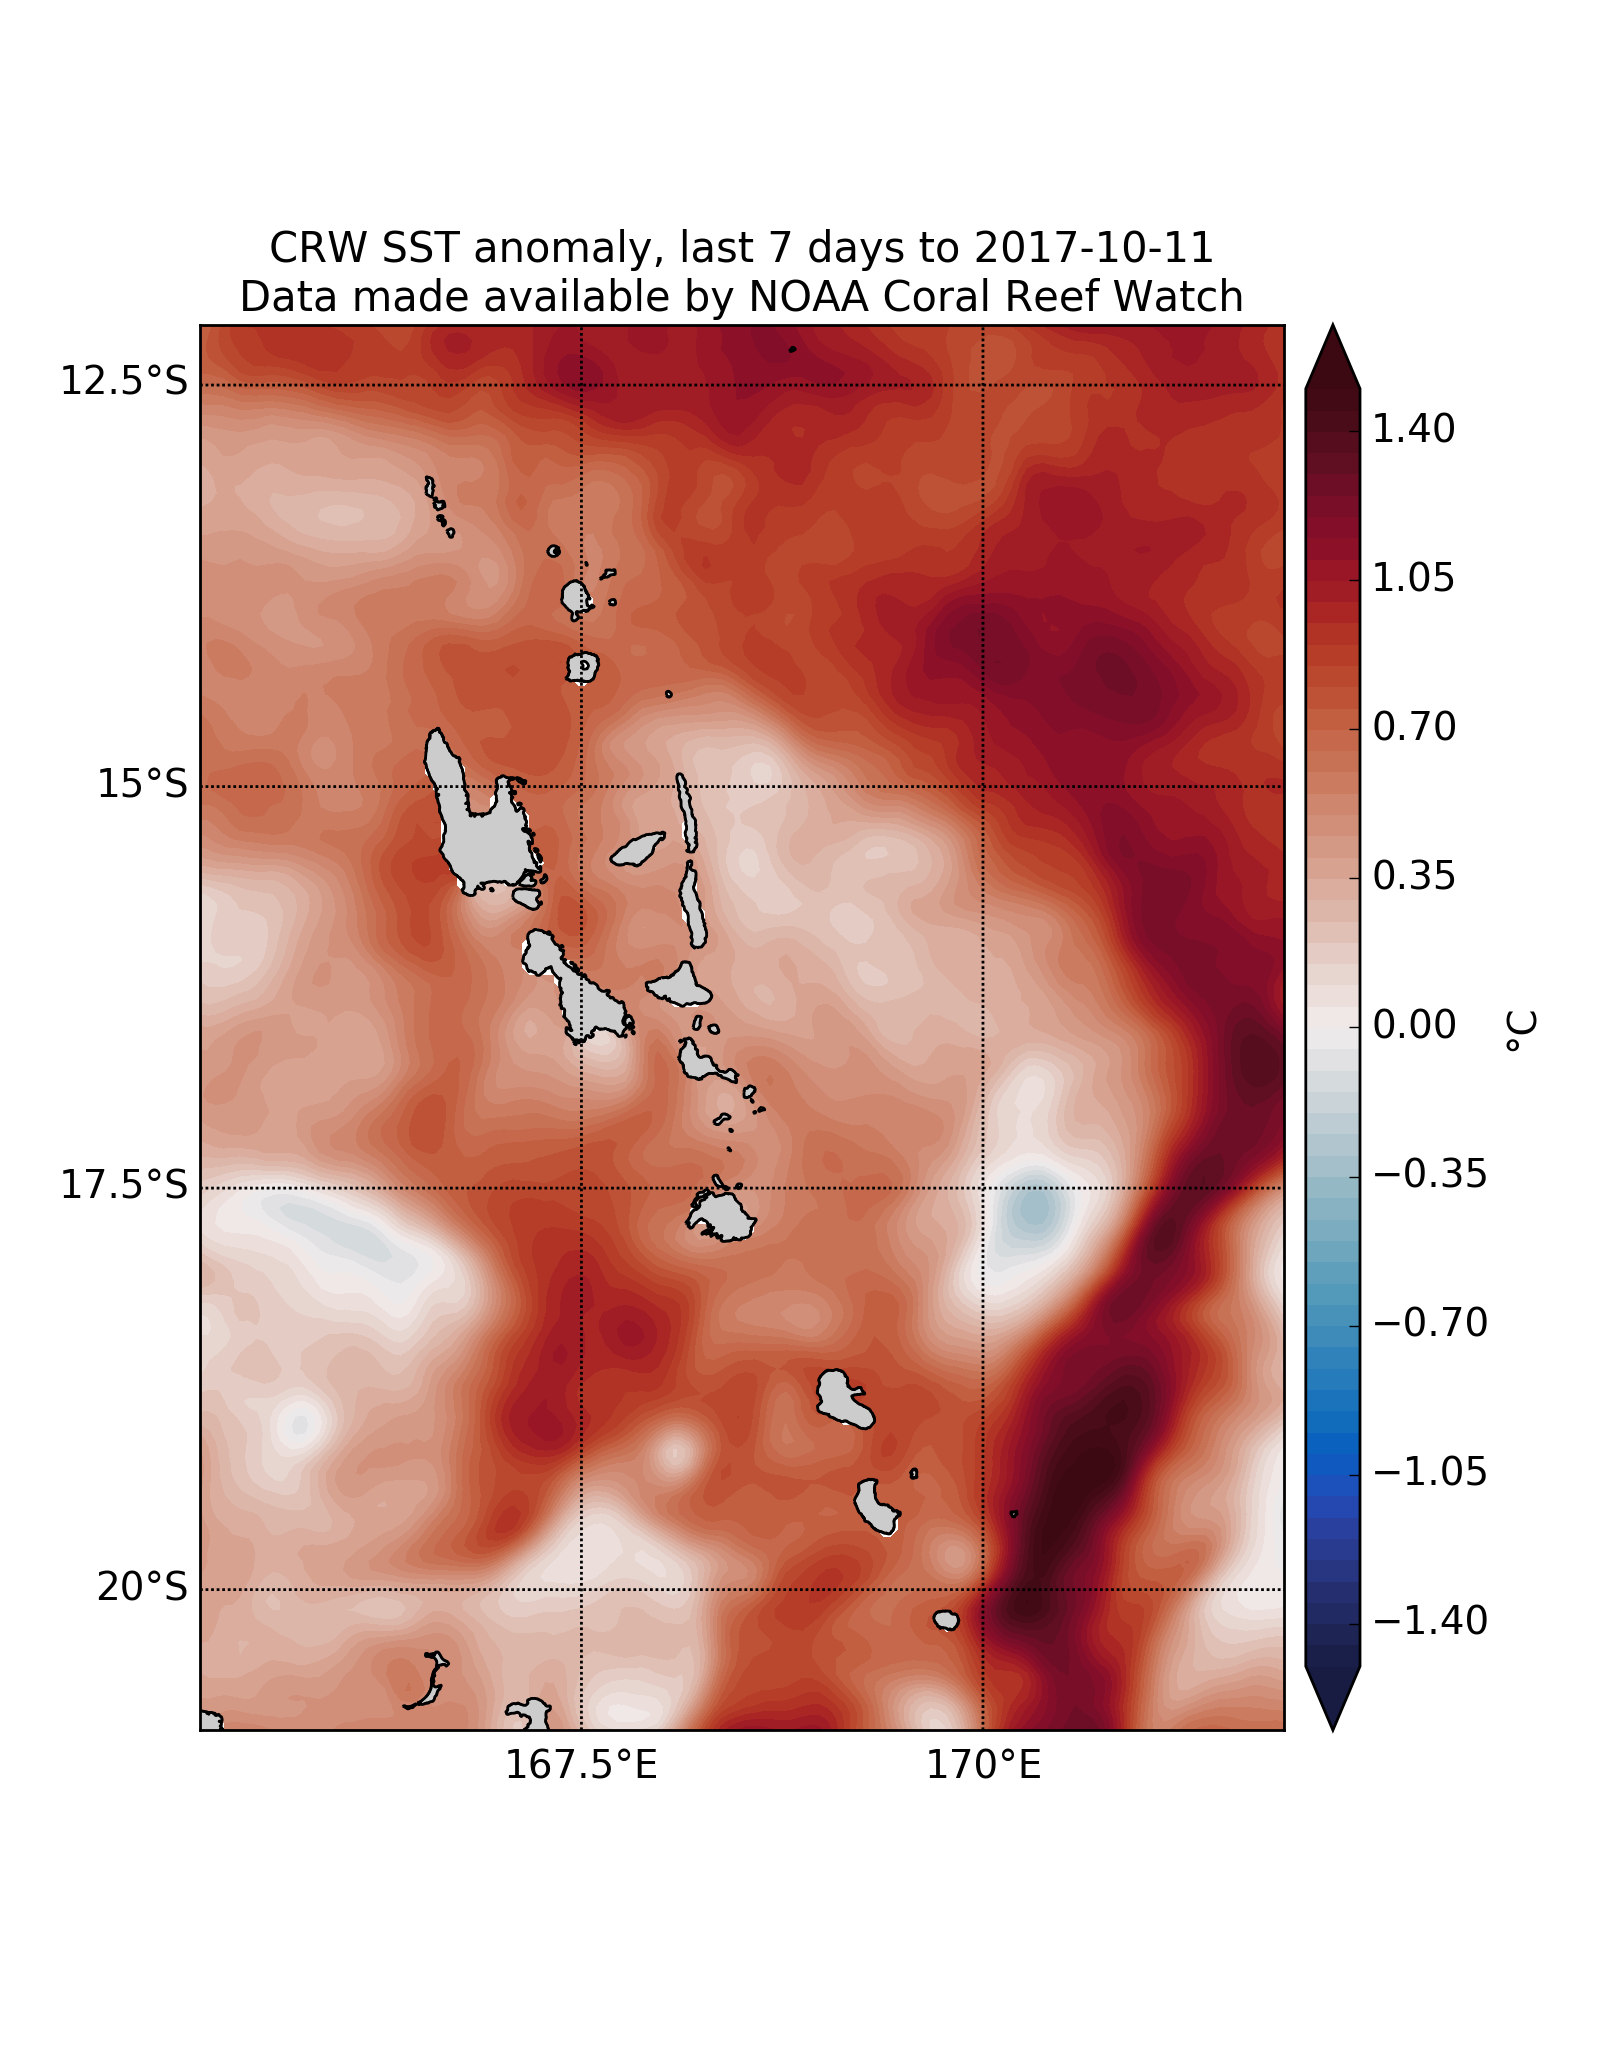 CRW SST anomaly, last 7 days to 2017-10-11
Data made available by NOAA Coral Reef Watch
12.5°S
15°S
17.5°S
20°S
167.5°E
170°E
1.40
1.05
0.70
0.35
0.00
−0.35
−0.70
−1.05
−1.40
°C